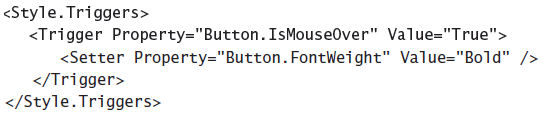 <Style.Triggers>
<Trigger Property="Button.IsMouseOver" Value="True">
<Setter Property="Button.FontWeight" Value="Bold" />
</Trigger>
</Style.Triggers>